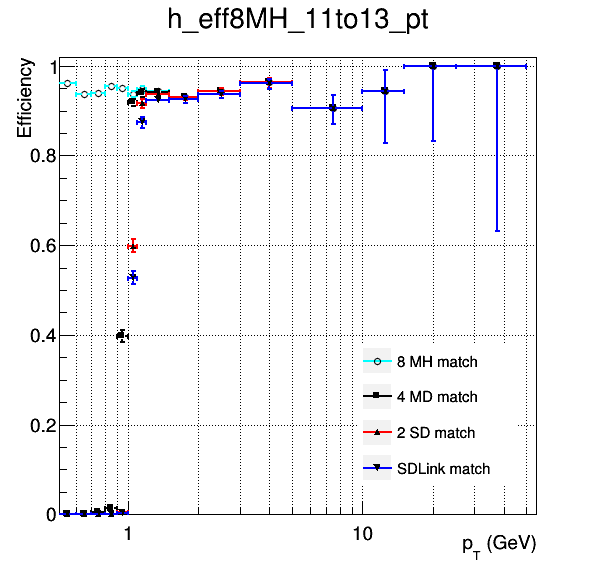 h_eff8MH_11to13_pt
Efficiency
1
0.8
0.6
0.4
0.2
0
8 MH match
4 MD match
2 SD match
SDLink match
1
10
p_T (GeV)